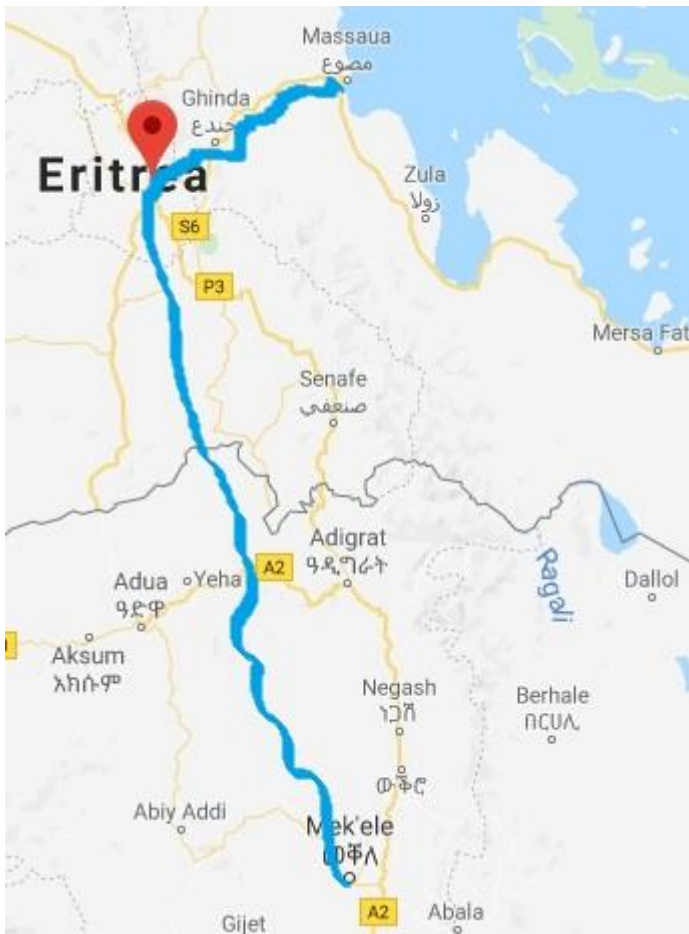 Massaua
مصوع
Ghinda
جندع
Eritrea
Zula
زولا
S6
P3
Mersa Fat
Senafe
صنعفي
Adigrat
ዓዲግራት
A2
Yeha
Adua
ዓድዋ
Aksum
አክሱም
Dallol
Negash
ነጋሽ
Berhale
በርሀሌ
ውቅሮ
Abiy Addi
Mek'ele
መቐለ
A2
Abala
Gijet